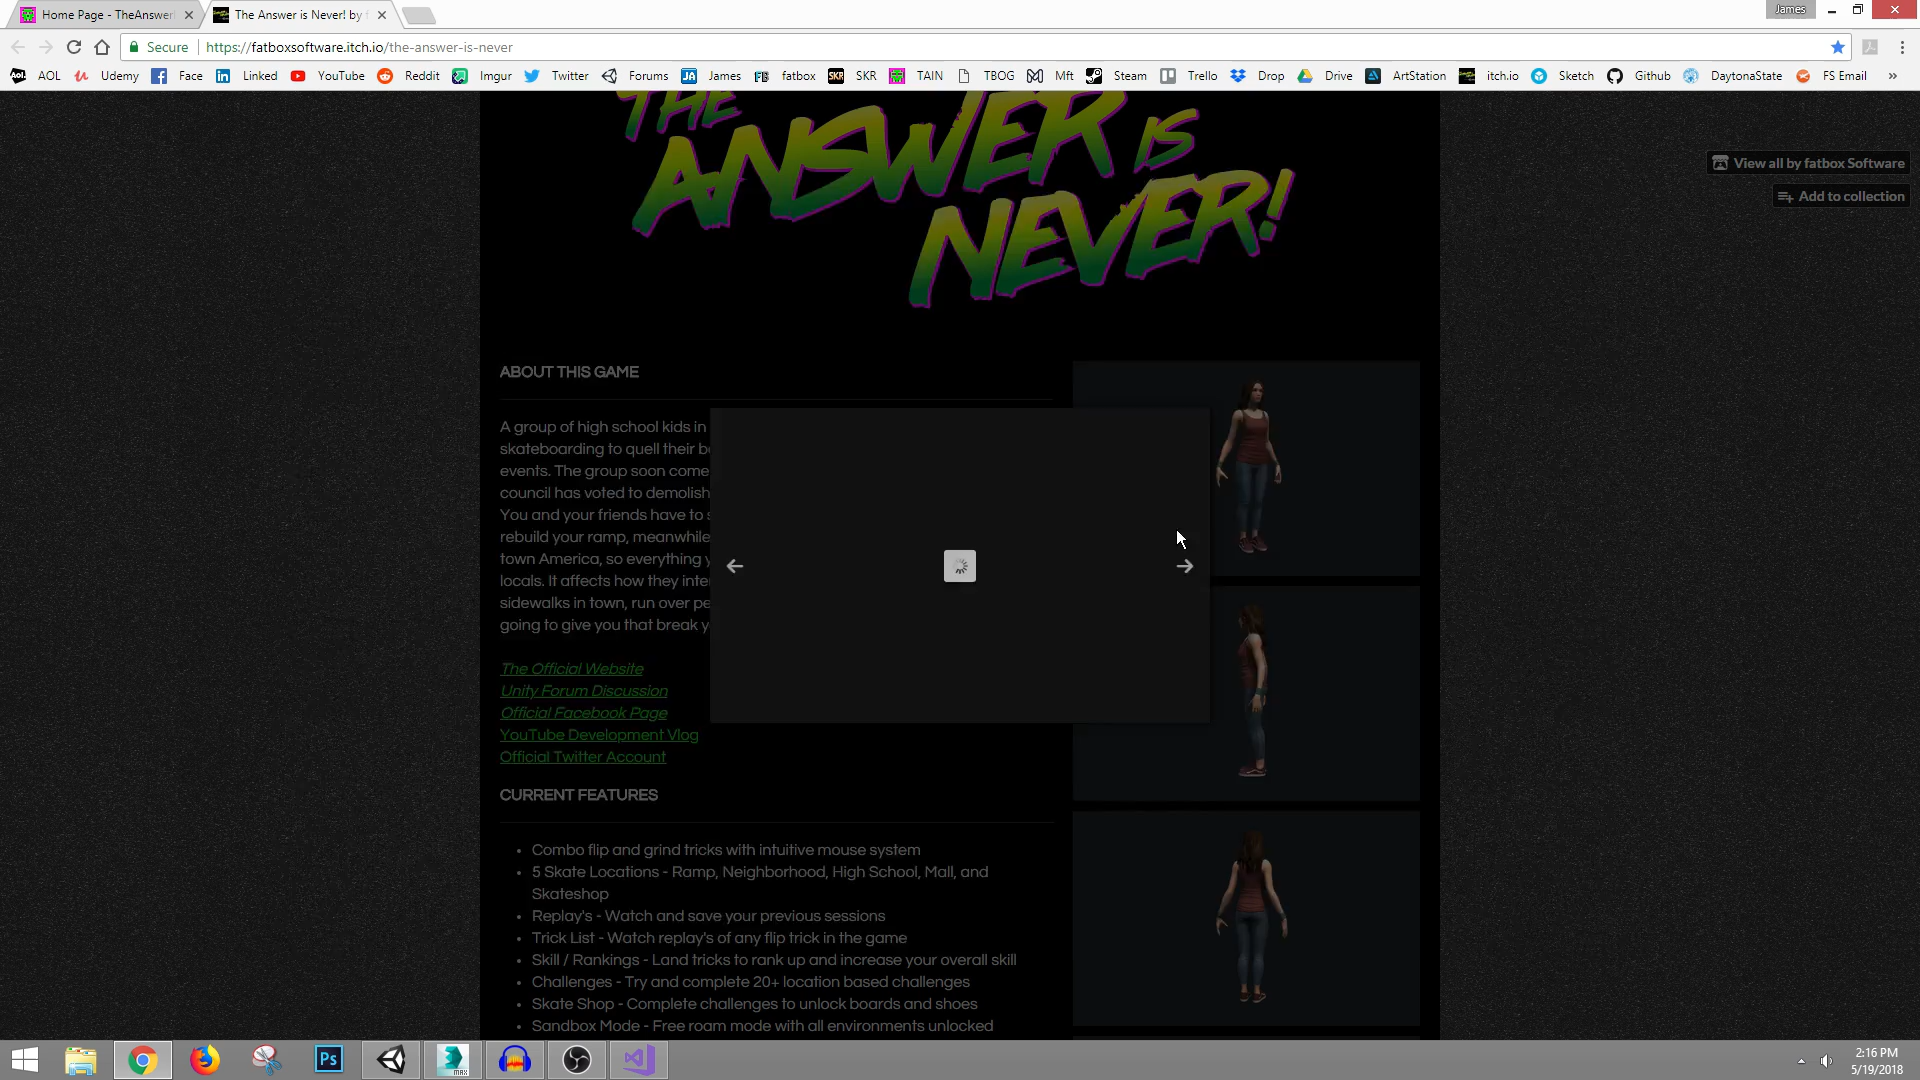 Home Page - TheAnswerI
The Answer is Never! by f
James
Secure
https://fatboxsoftware.itch.io/the-answer-is-never
Aol. AOL
Udemy
Face
Linked
YouTube
Reddit
Imgur
Twitter
Forums
JA James
FB fatbox
SKR SKR
TAIN
TBOG
Mft
Steam
Trello
Drop
Drive
ArtStation
itch.io
Sketch
Github
DaytonaState
FS Email
»
THE
ANSWER IS
NEVER!
View all by fatbox Software
Add to collection
ABOUT THIS GAME
A group of high school kids in
skateboarding to quell their bo
events. The group soon come
council has voted to demolish
You and your friends have to s
rebuild your ramp, meanwhile
town America, so everything y
locals. It affects how they inte
sidewalks in town, run over pe
going to give you that break y
The Official Website
Unity Forum Discussion
Official Facebook Page
YouTube Development Vlog
Official Twitter Account
CURRENT FEATURES
• Combo flip and grind tricks with intuitive mouse system
• 5 Skate Locations - Ramp, Neighborhood, High School, Mall, and
Skateshop
• Replay's - Watch and save your previous sessions
• Trick List - Watch replay's of any flip trick in the game
• Skill / Rankings - Land tricks to rank up and increase your overall skill
• Challenges - Try and complete 20+ location based challenges
• Skate Shop - Complete challenges to unlock boards and shoes
• Sandbox Mode - Free roam mode with all environments unlocked
Ps
MAX
2:16 PM
5/19/2018